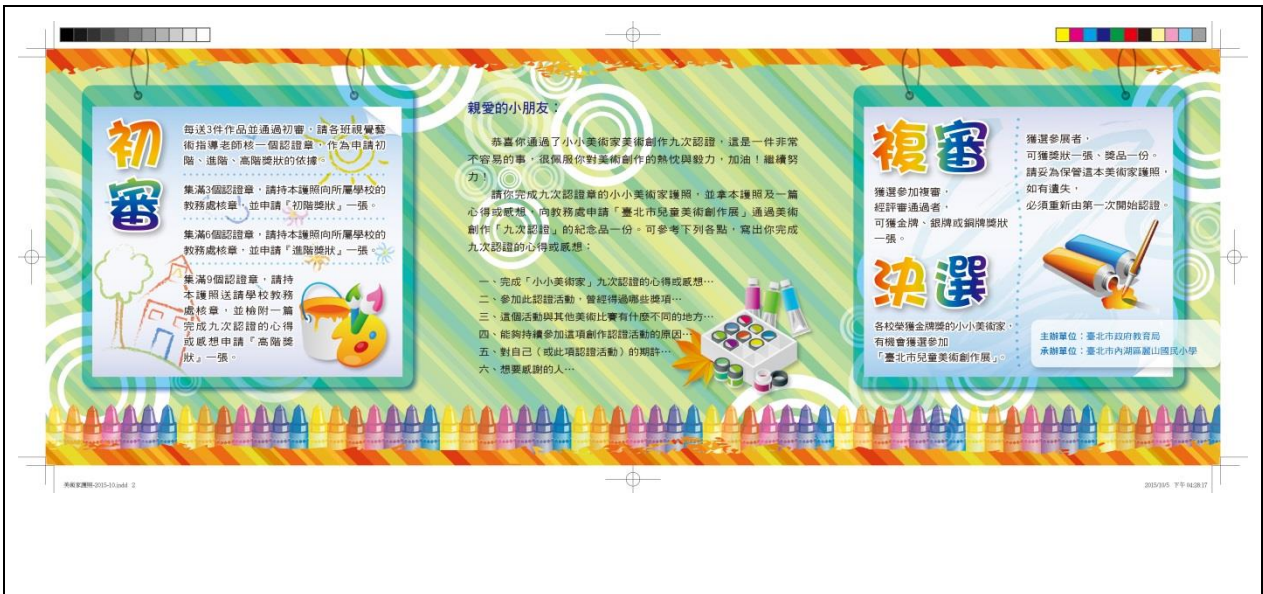 初
審
每送3件作品並通過初審，請各班視覺藝
術指導老師核一個認證章，作為申請初
階、進階、高階獎狀的依據。
集滿3個認證章，請持本護照向所屬學校的
教務處核章，並申請『初階獎狀』一張。
集滿6個認證章，請持本護照向所屬學校的
教務處核章，並申請『進階獎狀』一張。
集滿9個認證章，請持
本護照送請學校教務
處核章，並檢附一篇
完成九次認證的心得
或感想申請『高階獎
狀』一張。
親愛的小朋友：
恭喜你通過了小小美術家美術創作九次認證，這是一件非常
不容易的事，很佩服你對美術創作的熱忱與毅力，加油！繼續努
力！
請你完成九次認證章的小小美術家護照，並拿本護照及一篇
心得或感想，向教務處申請「臺北市兒童美術創作展」通過美術
創作「九次認證」的紀念品一份。可參考下列各點，寫出你完成
九次認證的心得或感想：
一、完成「小小美術家」九次認證的心得或感想…
二、參加此認證活動，曾經得過哪些獎項…
三、這個活動與其他美術比賽有什麼不同的地方…
四、能夠持續參加這項創作認證活動的原因…
五、對自己（或此項認證活動）的期許…
六、想要感謝的人…
複審
獲選參加複審，
經評審通過者，
可獲金牌、銀牌或銅牌獎狀
一張。
決選
各校榮獲金牌獎的小小美術家，
有機會獲選參加
「臺北市兒童美術創作展」。
獲選參展者，
可獲獎狀一張、獎品一份。
請妥為保管這本美術家護照，
如有遺失，
必須重新由第一次開始認證。
主辦單位：臺北市政府教育局
承辦單位：臺北市內湖區麗山國民小學
美術家護照-2015-10.indd 2
2015/10/5 下午 04:28:17